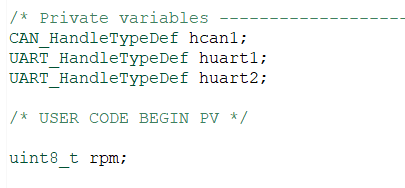 /* Private variables --------------------
CAN_HandleTypeDef hcan1;
UART_HandleTypeDef huart1;
UART_HandleTypeDef huart2;
/* USER CODE BEGIN PV */
uint8_t rpm;